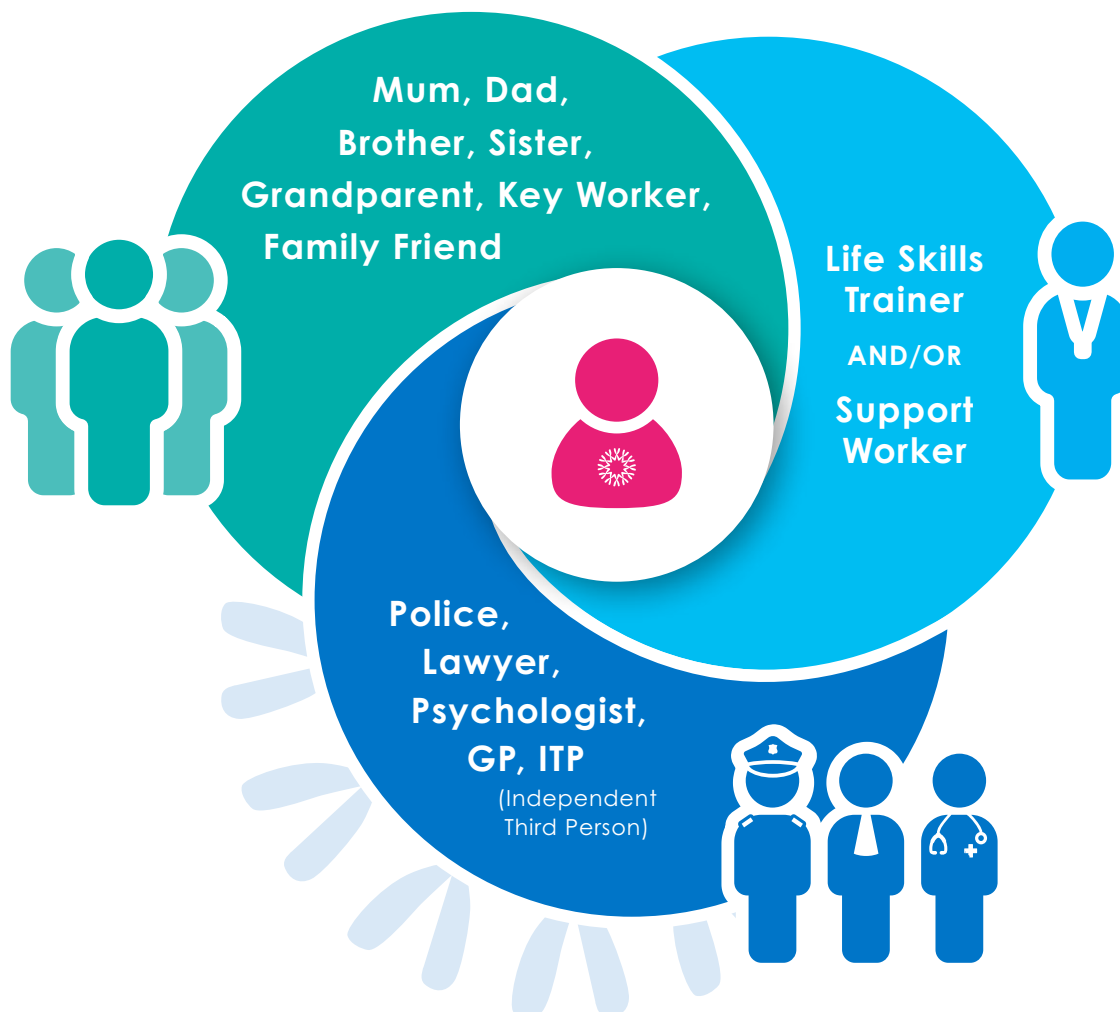 Mum, Dad,
Brother, Sister,
Grandparent, Key Worker,
Family Friend
Life Skills
Trainer
AND/OR
Support
Worker
Police,
Lawyer,
Psychologist,
GP, ITP
(Independent
Third Person)